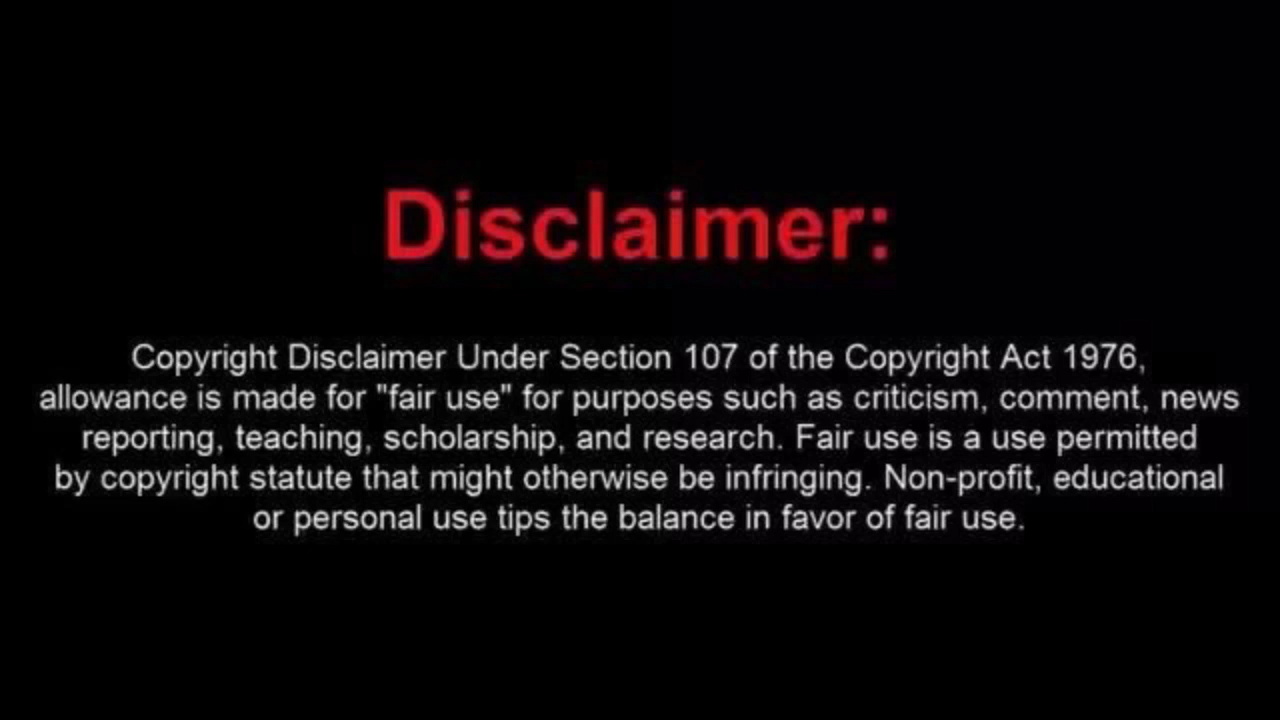 Disclaimer:
Copyright Disclaimer Under Section 107 of the Copyright Act 1976,
allowance is made for "fair use" for purposes such as criticism, comment, news
reporting, teaching, scholarship, and research. Fair use is a use permitted
by copyright statute that might otherwise be infringing. Non-profit, educational
or personal use tips the balance in favor of fair use.